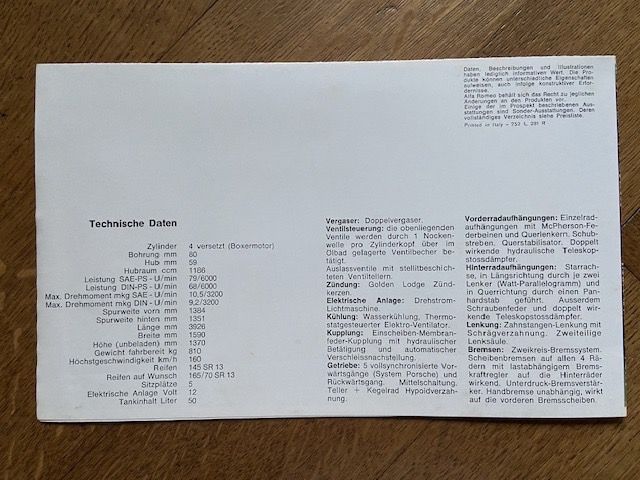 Daten, Beschreibungen und Illustrationen
haben lediglich informativen Wert. Die Pro-
dukte können unterschiedliche Eigenschaften
aufweisen, auch infolge konstruktiver Erfor-
dernisse.
Alfa Romeo behält sich das Recht zu jeglichen
Änderungen an den Produkten vor.
Einige der im Prospekt beschriebenen Aus-
stattungen sind Sonder-Ausstattungen. Deren
vollständiges Verzeichnis siehe Preisliste.
Printed in Italy - 752 L. 281 R
Technische Daten
Zylinder 4 versetzt (Boxermotor)
Bohrung mm 80
Hub mm 59
Hubraum ccm 1186
Leistung SAE-PS - U/min 79/6000
Leistung DIN-PS - U/min 68/6000
Max. Drehmoment mkg SAE - U/min 10,5/3200
Max. Drehmoment mkg DIN - U/min 9,2/3200
Spurweite vorn mm 1384
Spurweite hinten mm 1351
Länge mm 3926
Breite mm 1590
Höhe (unbeladen) mm 1370
Gewicht fahrbereit kg 810
Höchstgeschwindigkeit km/h 160
Reifen 145 SR 13
Reifen auf Wunsch 165/70 SR 13
Sitzplätze 5
Elektrische Anlage Volt 12
Tankinhalt Liter 50
Vergaser: Doppelvergaser.
Ventilsteuerung: die obenliegenden
Ventile werden durch 1 Nocken-
welle pro Zylinderkopf über im
Ölbad gelagerte Ventilbecher be-
tätigt.
Auslassventile mit stellitbeschich-
teten Ventiltellern.
Zündung: Golden Lodge Zünd-
kerzen.
Elektrische Anlage: Drehstrom-
Lichtmaschine.
Kühlung: Wasserkühlung, Thermo-
statgesteuerter Elektro-Ventilator.
Kupplung: Einscheiben-Membran-
feder-Kupplung mit hydraulischer
Betätigung und automatischer
Verschleissnachstellung.
Getriebe: 5 vollsynchronisierte Vor-
wärtsgänge (System Porsche) und
Rückwärtsgang. Mittelschaltung.
Teller + Kegelrad Hypoidverzah-
nung.
Vorderradaufhängungen: Einzelrad-
aufhängungen mit McPherson-Fe-
derbeinen und Querlenkern. Schub-
streben. Querstabilisator. Doppelt
wirkende hydraulische Teleskop-
stossdämpfer.
Hinterradaufhängungen: Starrach-
se, in Längsrichtung durch je zwei
Lenker (Watt-Parallelogramm) und
in Querrichtung durch einen Pan-
hardstab geführt. Ausserdem
Schraubenfeder und doppelt wir-
kende Teleskopstossdämpfer.
Lenkung: Zahnstangen-Lenkung mit
Schrägverzahnung. Zweiteilige
Lenksäule.
Bremsen: Zweikreis-Bremssystem.
Scheibenbremsen auf allen 4 Rä-
dern mit lastabhängigem Brems-
kraftregler auf die Hinterräder
wirkend. Unterdruck-Bremsverstär-
ker. Handbremse unabhängig, wirkt
auf die vorderen Bremsscheiben.